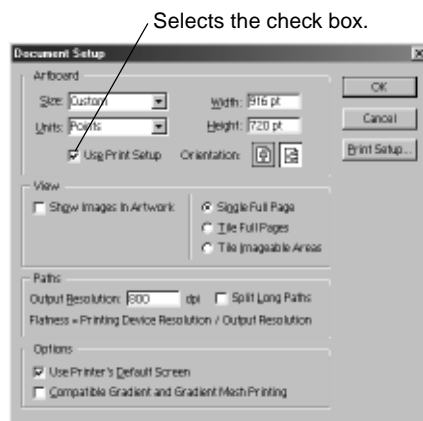 Selects the check box.
Document Setup
Artboard
Size: Custom
Width: 916 pt
OK
Units: Points
Height: 720 pt
Cancel
Use Print Setup
Orientation:
Print Setup...
View
Show Images In Artwork
Single Full Page
Tile Full Pages
Tile Imageable Areas
Paths
Output Resolution: 800 dpi
Split Long Paths
Flatness = Printing Device Resolution / Output Resolution
Options
Use Printer's Default Screen
Compatible Gradient and Gradient Mesh Printing